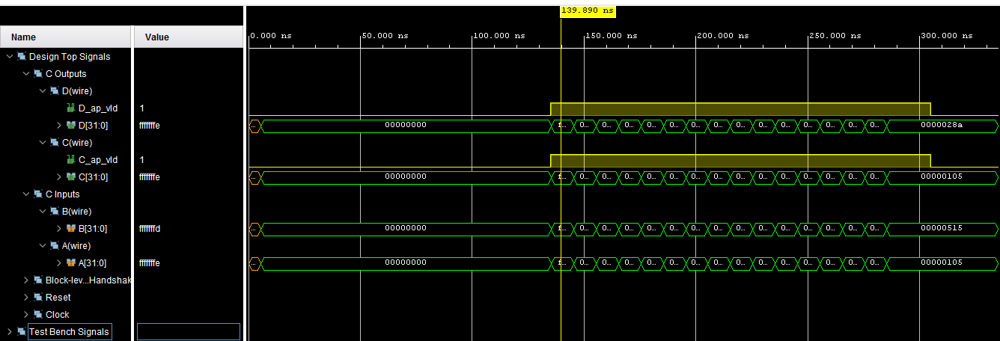 139.890 ns
Name Value 0.000 ns 50.000 ns 100.000 ns 150.000 ns 200.000 ns 250.000 ns 300.000 ns
Design Top Signals
C Outputs
D(wire)
D_ap_vld 1
D[31:0] fffffffe ... 00000000 f... 0... 0... 0... 0... 0... 0... 0... 0... 0... 0... 0... 0... 0... 0... 0000028a
C(wire)
C_ap_vld 1
C[31:0] fffffffe ... 00000000 f... 0... 0... 0... 0... 0... 0... 0... 0... 0... 0... 0... 0... 0... 0... 00000105
C Inputs
B(wire)
B[31:0] fffffffd ... 00000000 f... 0... 0... 0... 0... 0... 0... 0... 0... 0... 0... 0... 0... 0... 0... 00000515
A(wire)
A[31:0] fffffffe ... 00000000 f... 0... 0... 0... 0... 0... 0... 0... 0... 0... 0... 0... 0... 0... 0... 00000105
Block-lev...Handshak
Reset
Clock
Test Bench Signals